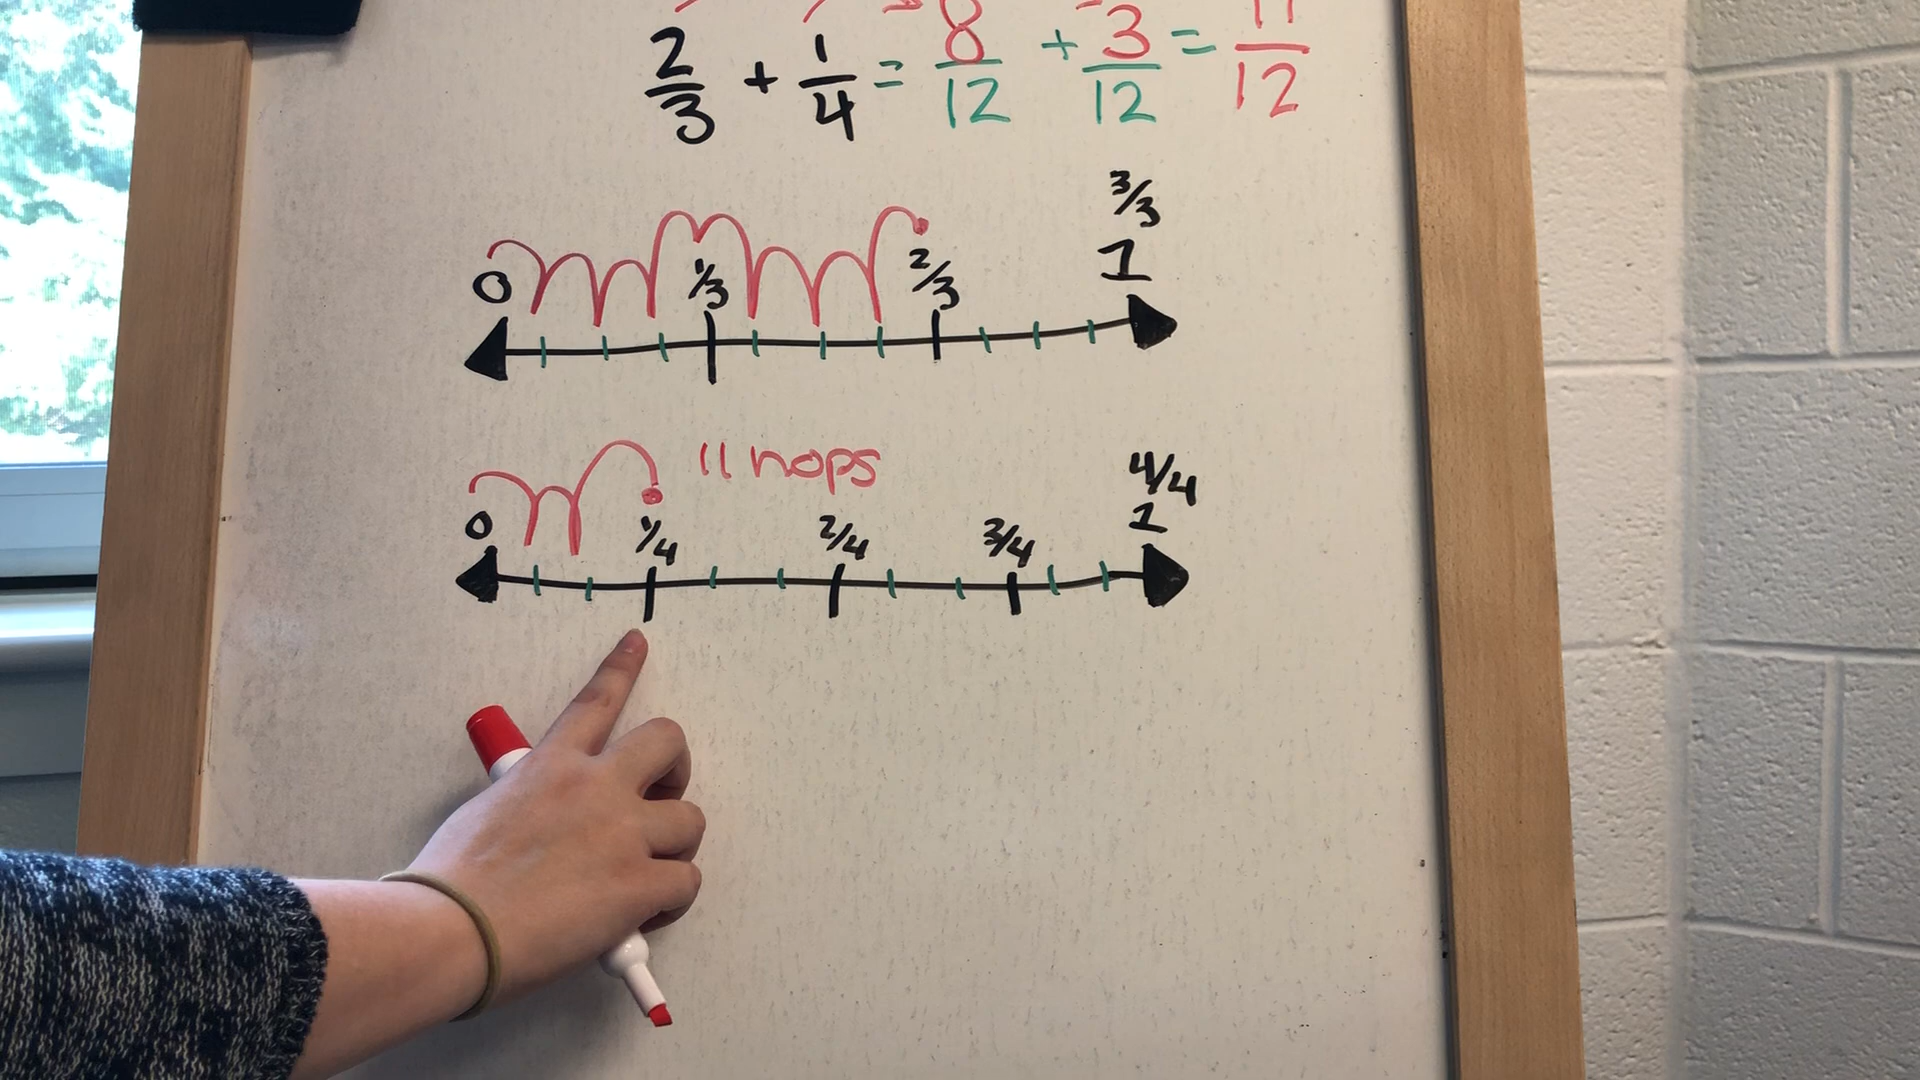 2/3 + 1/4 = 8/12 + 3/12 = 11/12
3/3
0 1/3 2/3 1
11 hops
4/4
0 1/4 2/4 3/4 1